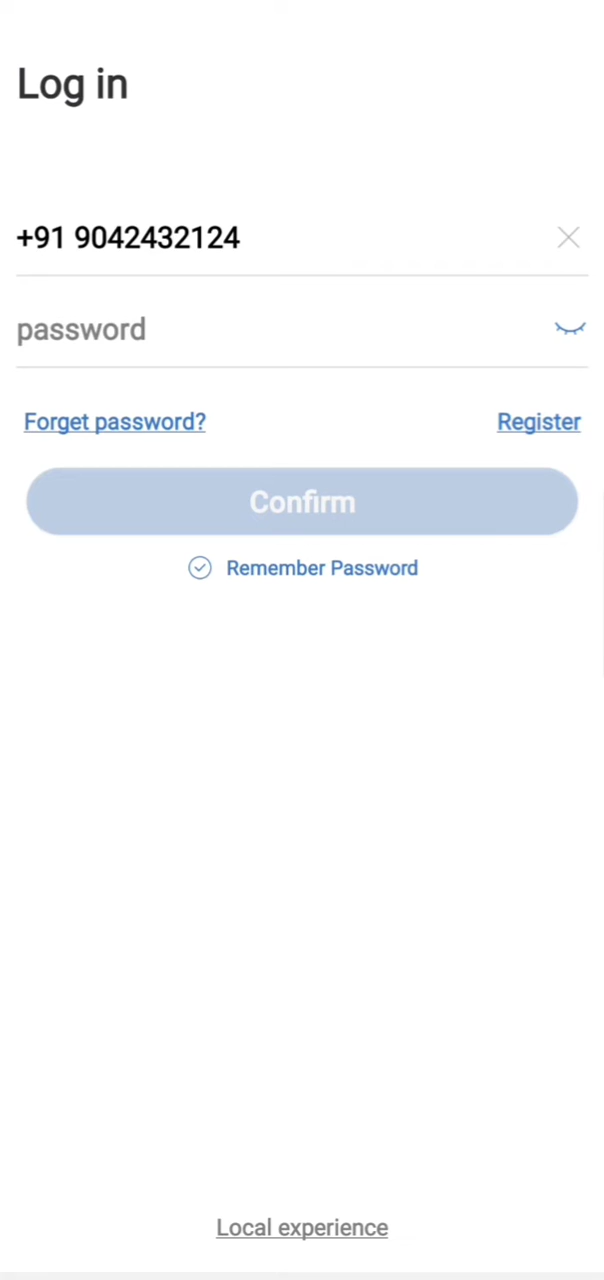 Log in
+91 9042432124
password
Forget password? Register
Confirm
Remember Password
Local experience